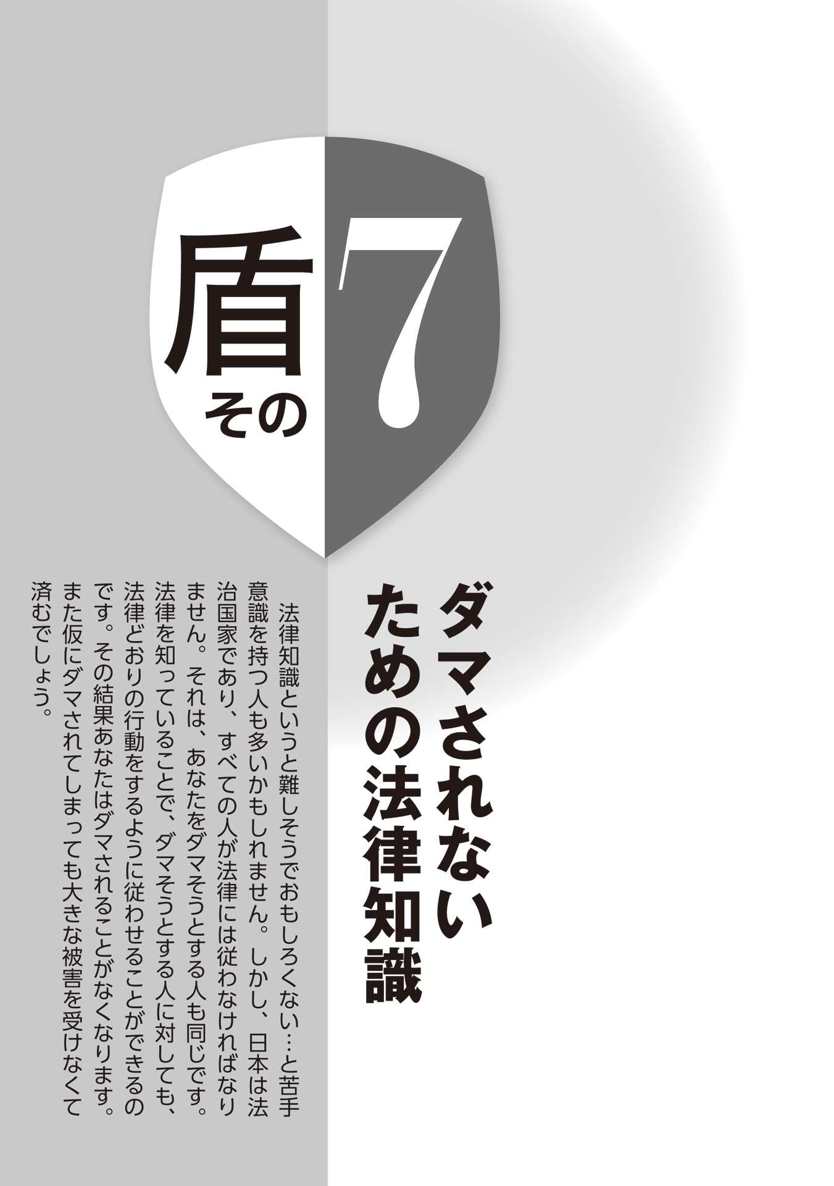 盾
その
7
ダマされない
ための法律知識
法律知識というと難しそうでおもしろくない…と苦手
意識を持つ人も多いかもしれません。しかし、日本は法
治国家であり、すべての人が法律には従わなければなり
ません。それは、あなたをダマそうとする人も同じです。
法律を知っていることで、ダマそうとする人に対しても、
法律どおりの行動をするように従わせることができるの
です。その結果あなたはダマされることがなくなります。
また仮にダマされてしまっても大きな被害を受けなくて
済むでしょう。